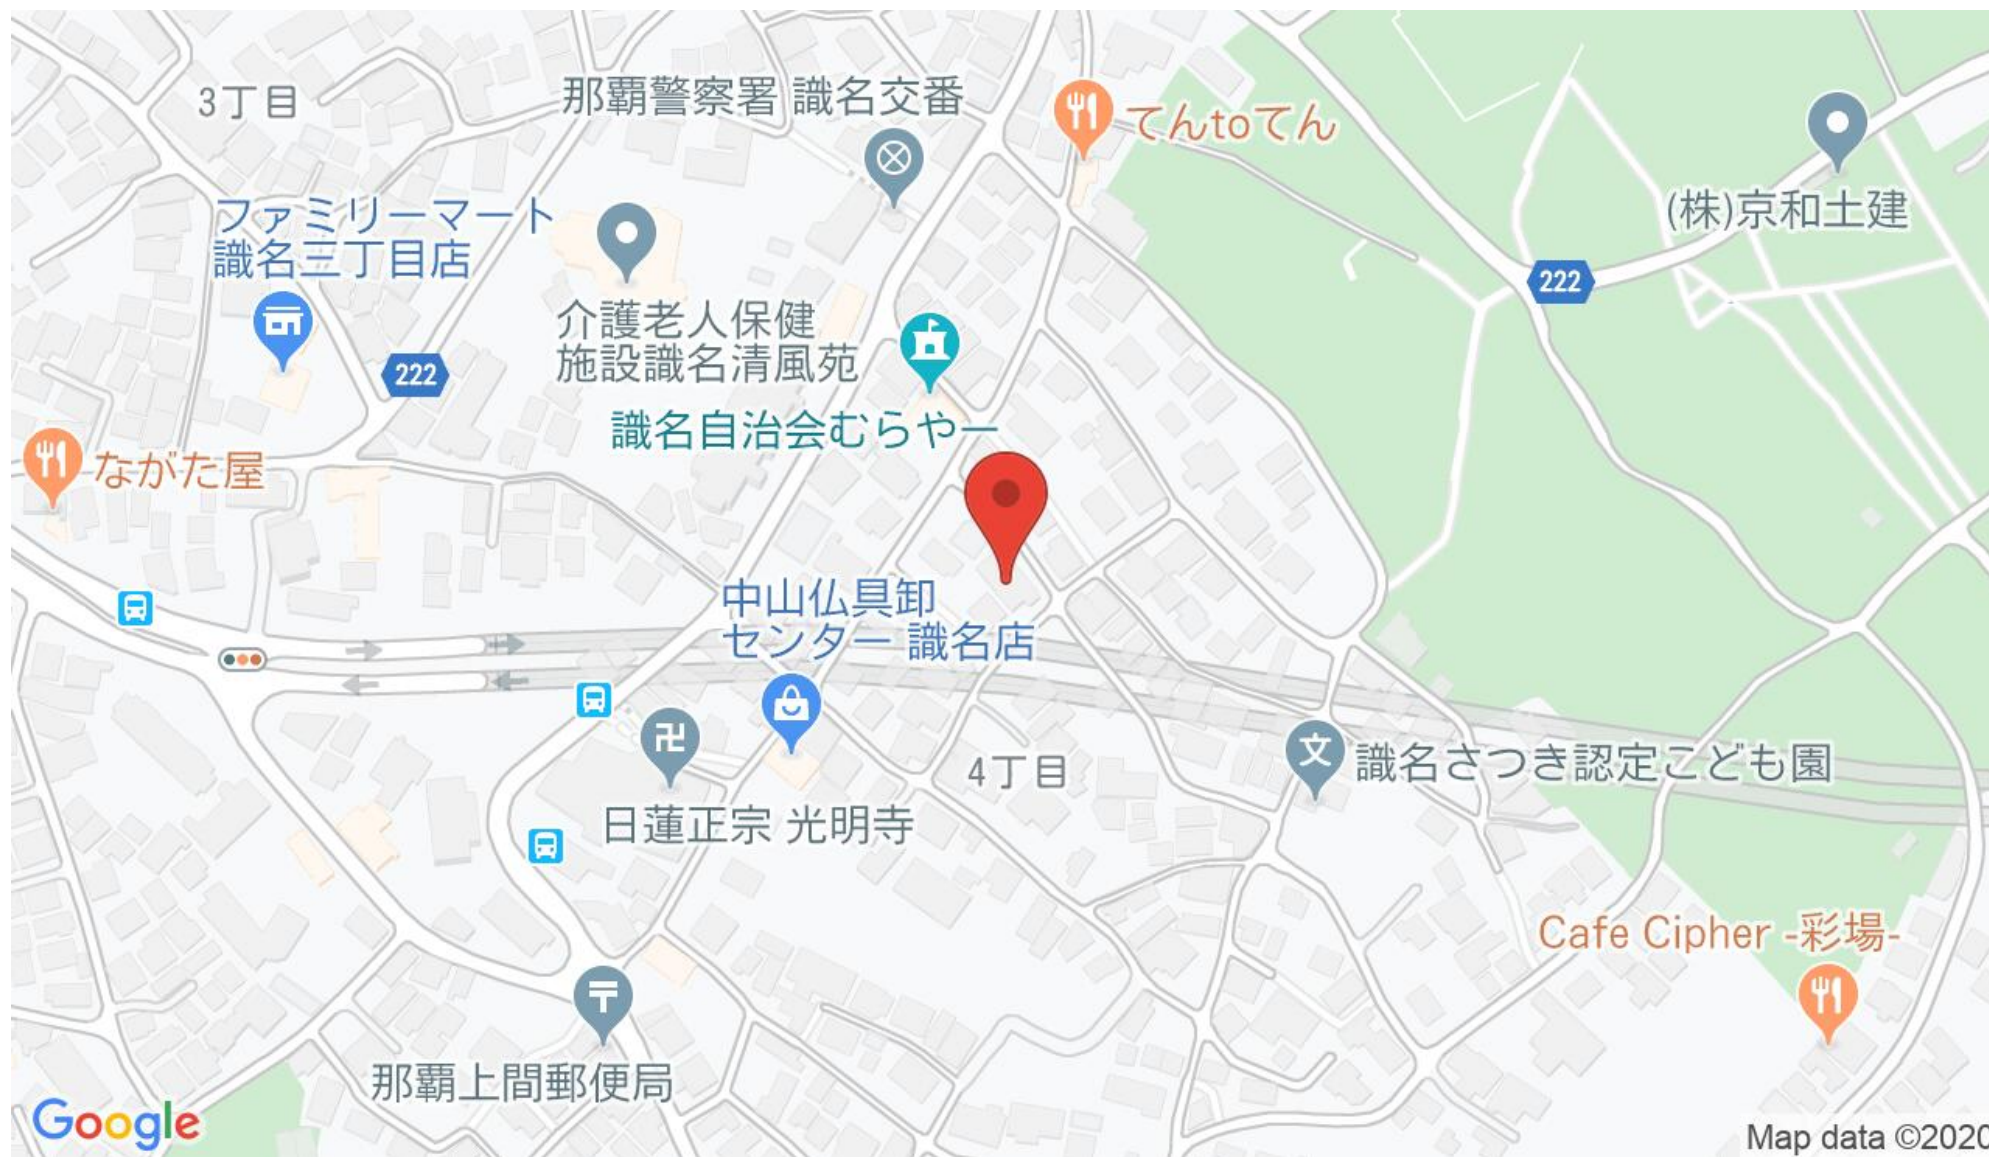 3丁目
那覇警察署 識名交番
てんtoてん
(株)京和土建
ファミリーマート
識名三丁目店
222
介護老人保健
施設識名清風苑
222
識名自治会むらやー
ながた屋
中山仏具卸
センター 識名店
卍
文
識名さつき認定こども園
4丁目
日蓮正宗 光明寺
Cafe Cipher -彩場-
〒
那覇上間郵便局
Google
Map data ©2020